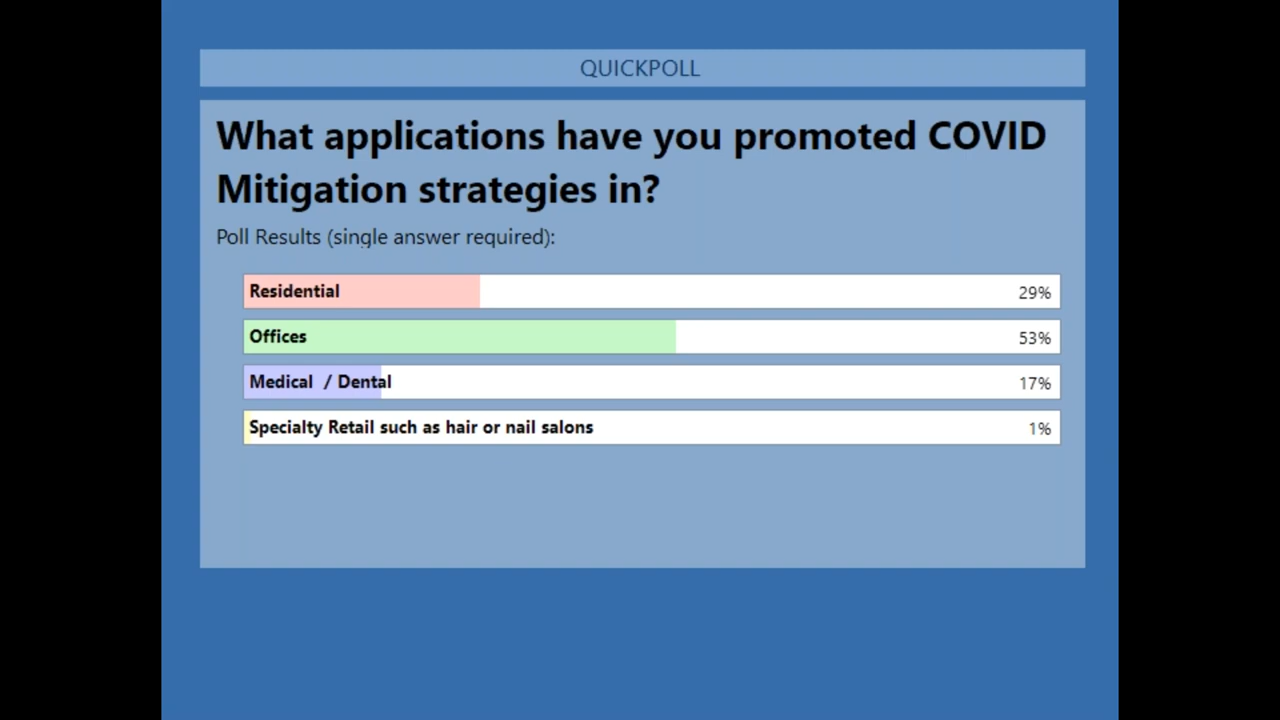 QUICKPOLL
What applications have you promoted COVID
Mitigation strategies in?
Poll Results (single answer required):
Residential 29%
Offices 53%
Medical  / Dental 17%
Specialty Retail such as hair or nail salons 1%